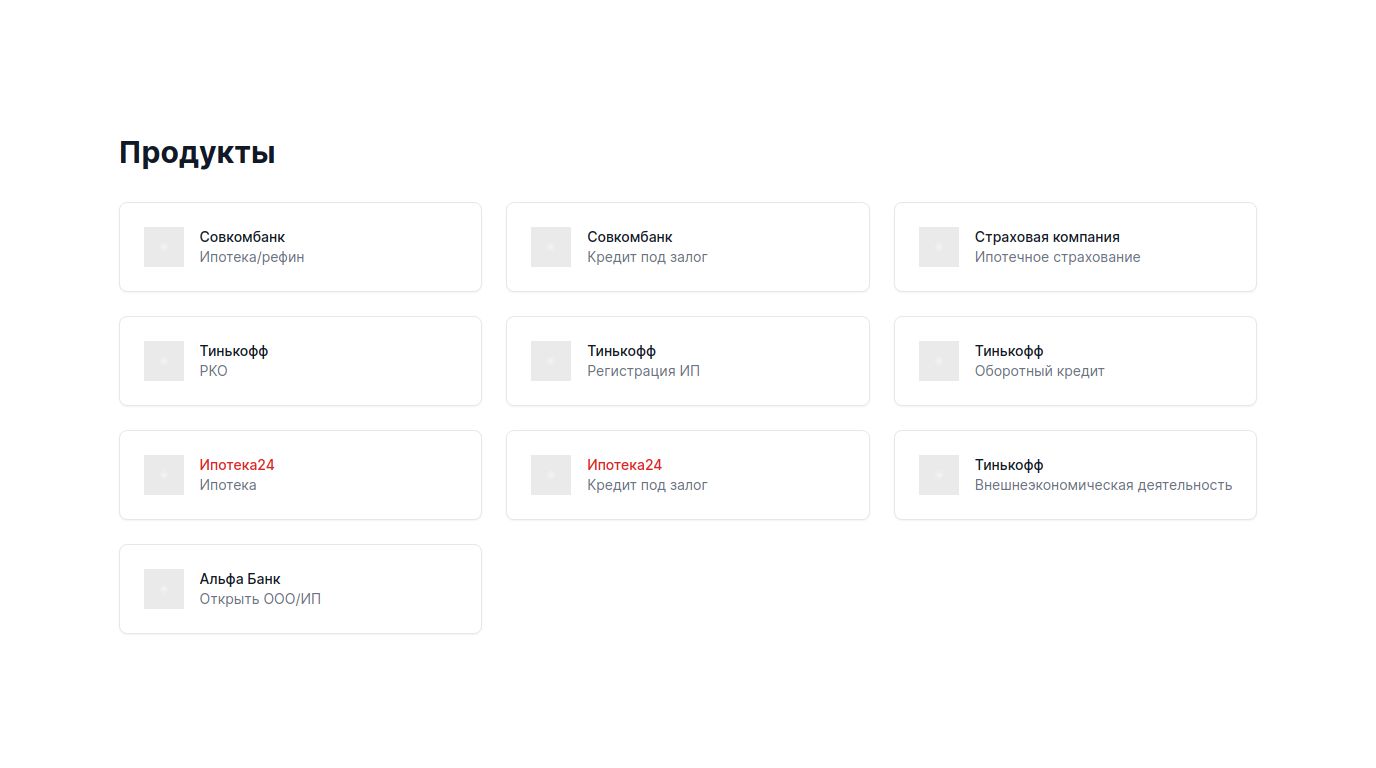 Продукты
Совкомбанк
Ипотека/рефин
Совкомбанк
Кредит под залог
Страховая компания
Ипотечное страхование
Тинькофф
РКО
Тинькофф
Регистрация ИП
Тинькофф
Оборотный кредит
Ипотека24
Ипотека
Ипотека24
Кредит под залог
Тинькофф
Внешнеэкономическая деятельность
Альфа Банк
Открыть ООО/ИП